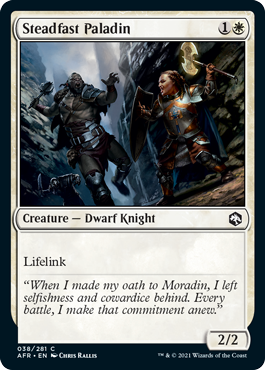 Steadfast Paladin 1
Creature — Dwarf Knight
Lifelink
“When I made my oath to Moradin, I left
selfishness and cowardice behind. Every
battle, I make that commitment anew.”
2/2
038/281 C
AFR • EN Chris Rallis ™ & © 2021 Wizards of the Coast